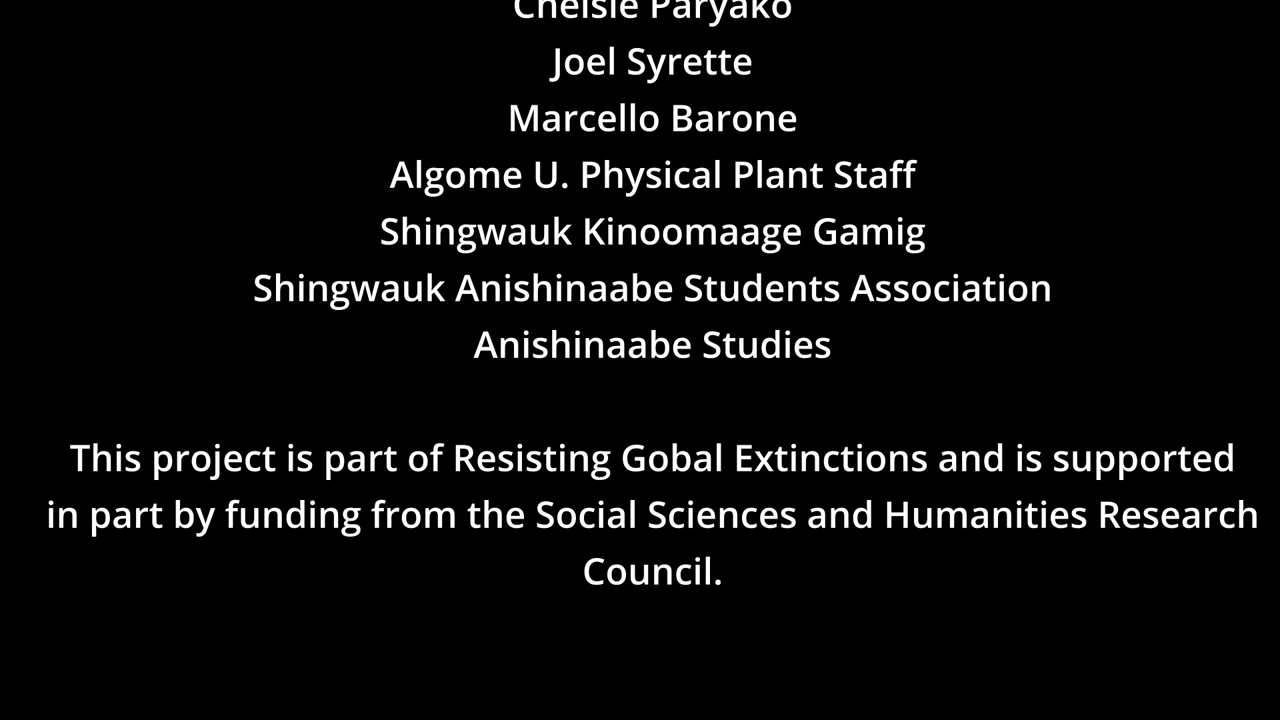 Chelsie Paryako
Joel Syrette
Marcello Barone
Algome U. Physical Plant Staff
Shingwauk Kinoomaage Gamig
Shingwauk Anishinaabe Students Association
Anishinaabe Studies
This project is part of Resisting Gobal Extinctions and is supported
in part by funding from the Social Sciences and Humanities Research
Council.